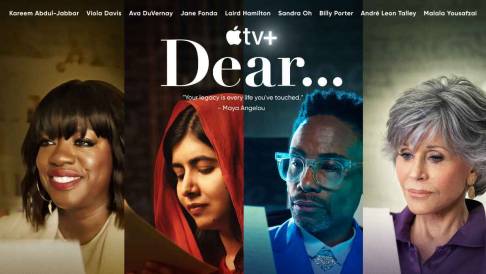 Kareem Abdul-Jabbar Viola Davis Ava DuVernay Jane Fonda Laird Hamilton Sandra Oh Billy Porter André Leon Talley Malala Yousafzai
tv+
Dear...
"Your legacy is every life you've touched."
- Maya Angelou